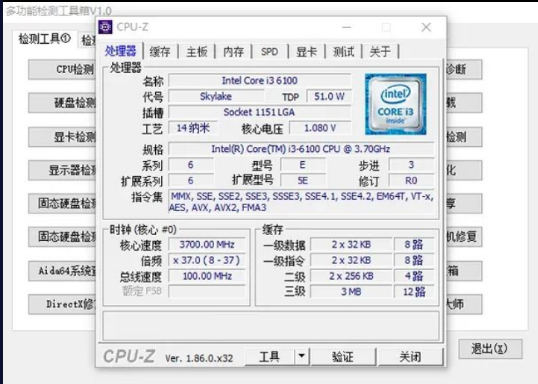 多功能检测工具箱V1.0
检测工具①
CPU检测
硬盘检测
显卡检测
显示器检
固态硬盘检
固态硬盘检
Aida64系统
DirectX修
诊断
检测
机修复
箱
大师
退出(X)
CPU-Z
处理器 缓存 主板 内存 SPD 显卡 测试 关于
处理器
名称 Intel Core i3 6100
代号 Skylake TDP 51.0 W
插槽 Socket 1151 LGA
工艺 14 纳米 核心电压 1.080 V
intel
CORE i3
inside
规格 Intel(R) Core(TM) i3-6100 CPU @ 3.70GHz
系列 6 型号 E 步进 3
扩展系列 6 扩展型号 5E 修订 R0
指令集 MMX, SSE, SSE2, SSE3, SSSE3, SSE4.1, SSE4.2, EM64T, VT-x,
AES, AVX, AVX2, FMA3
时钟 (核心 #0)
核心速度 3700.00 MHz
倍频 x 37.0 (8 - 37)
总线速度 100.00 MHz
额定 FSB
缓存
一级数据 2 x 32 KB 8 路
一级指令 2 x 32 KB 8 路
二级 2 x 256 KB 4 路
三级 3 MB 12 路
CPU-Z Ver. 1.86.0.x32 工具 验证 关闭